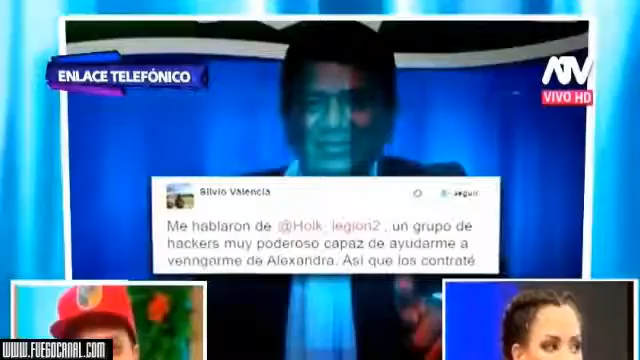 ENLACE TELEFÓNICO
ATV
VIVO HD
Silvio Valencia
seguir
Me hablaron de @Holk_legion2 , un grupo de
hackers muy poderoso capaz de ayudarme a
venngarme de Alexandra. Así que los contraté
WWW.FUEGOCANAL.COM